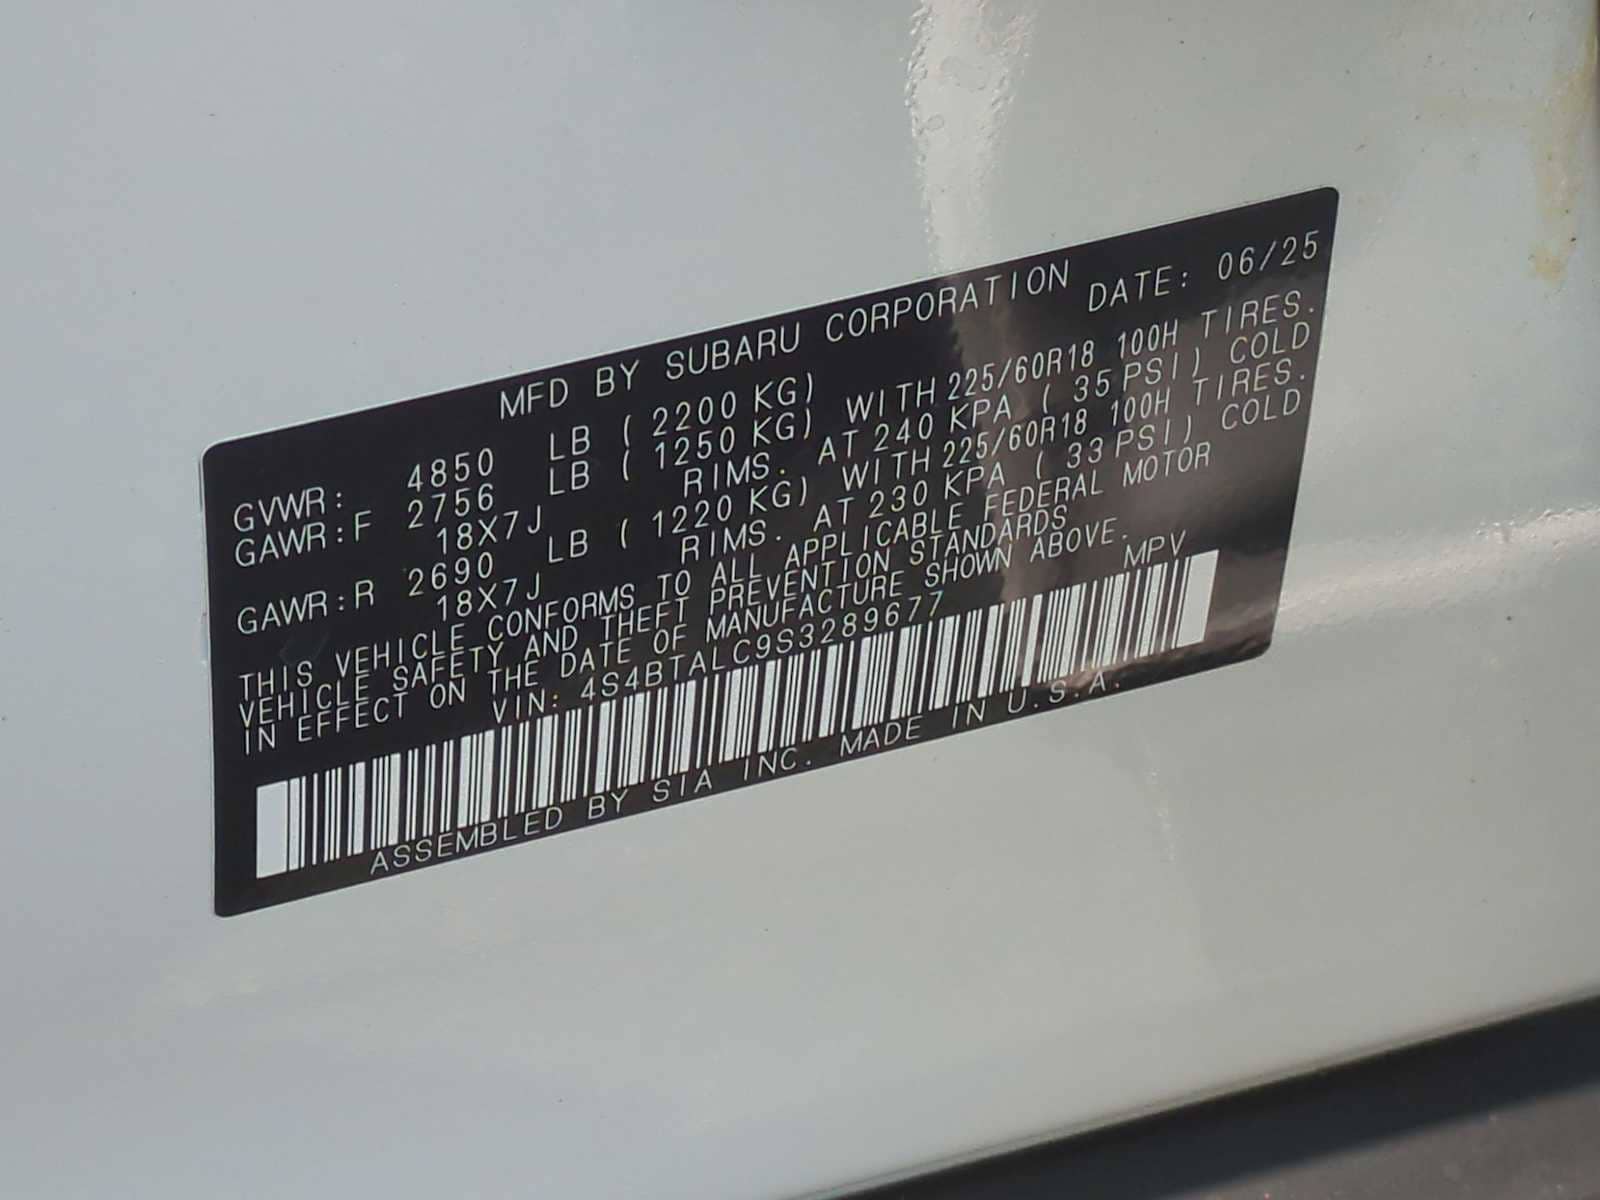 MFD BY SUBARU CORPORATION DATE: 06/25
GVWR: 4850 LB ( 2200 KG)
GAWR:F 2756 LB ( 1250 KG) WITH 225/60R18 100H TIRES.
18X7J RIMS. AT 240 KPA ( 35 PSI) COLD
GAWR:R 2690 LB ( 1220 KG) WITH 225/60R18 100H TIRES.
18X7J RIMS. AT 230 KPA ( 33 PSI) COLD
THIS VEHICLE CONFORMS TO ALL APPLICABLE FEDERAL MOTOR
VEHICLE SAFETY AND THEFT PREVENTION STANDARDS
IN EFFECT ON THE DATE OF MANUFACTURE SHOWN ABOVE.
VIN: 4S4BTALC9S3289677 MPV
ASSEMBLED BY SIA INC. MADE IN U.S.A.